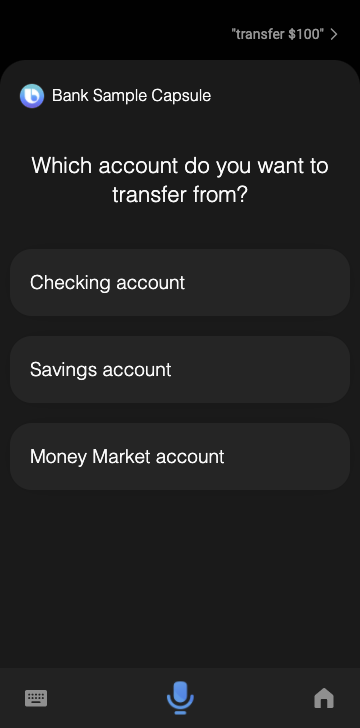 "transfer $100"
Bank Sample Capsule
Which account do you want to
transfer from?
Checking account
Savings account
Money Market account